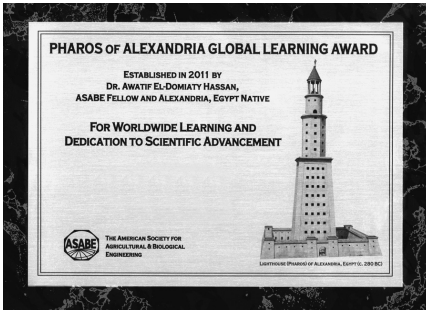 PHAROS OF ALEXANDRIA GLOBAL LEARNING AWARD
ESTABLISHED IN 2011 BY
DR. AWATIF EL-DOMIATY HASSAN,
ASABE FELLOW AND ALEXANDRIA, EGYPT NATIVE
FOR WORLDWIDE LEARNING AND
DEDICATION TO SCIENTIFIC ADVANCEMENT
ASABE
THE AMERICAN SOCIETY FOR
AGRICULTURAL & BIOLOGICAL
ENGINEERING
LIGHTHOUSE (PHAROS) OF ALEXANDRIA, EGYPT (C. 280 BC)